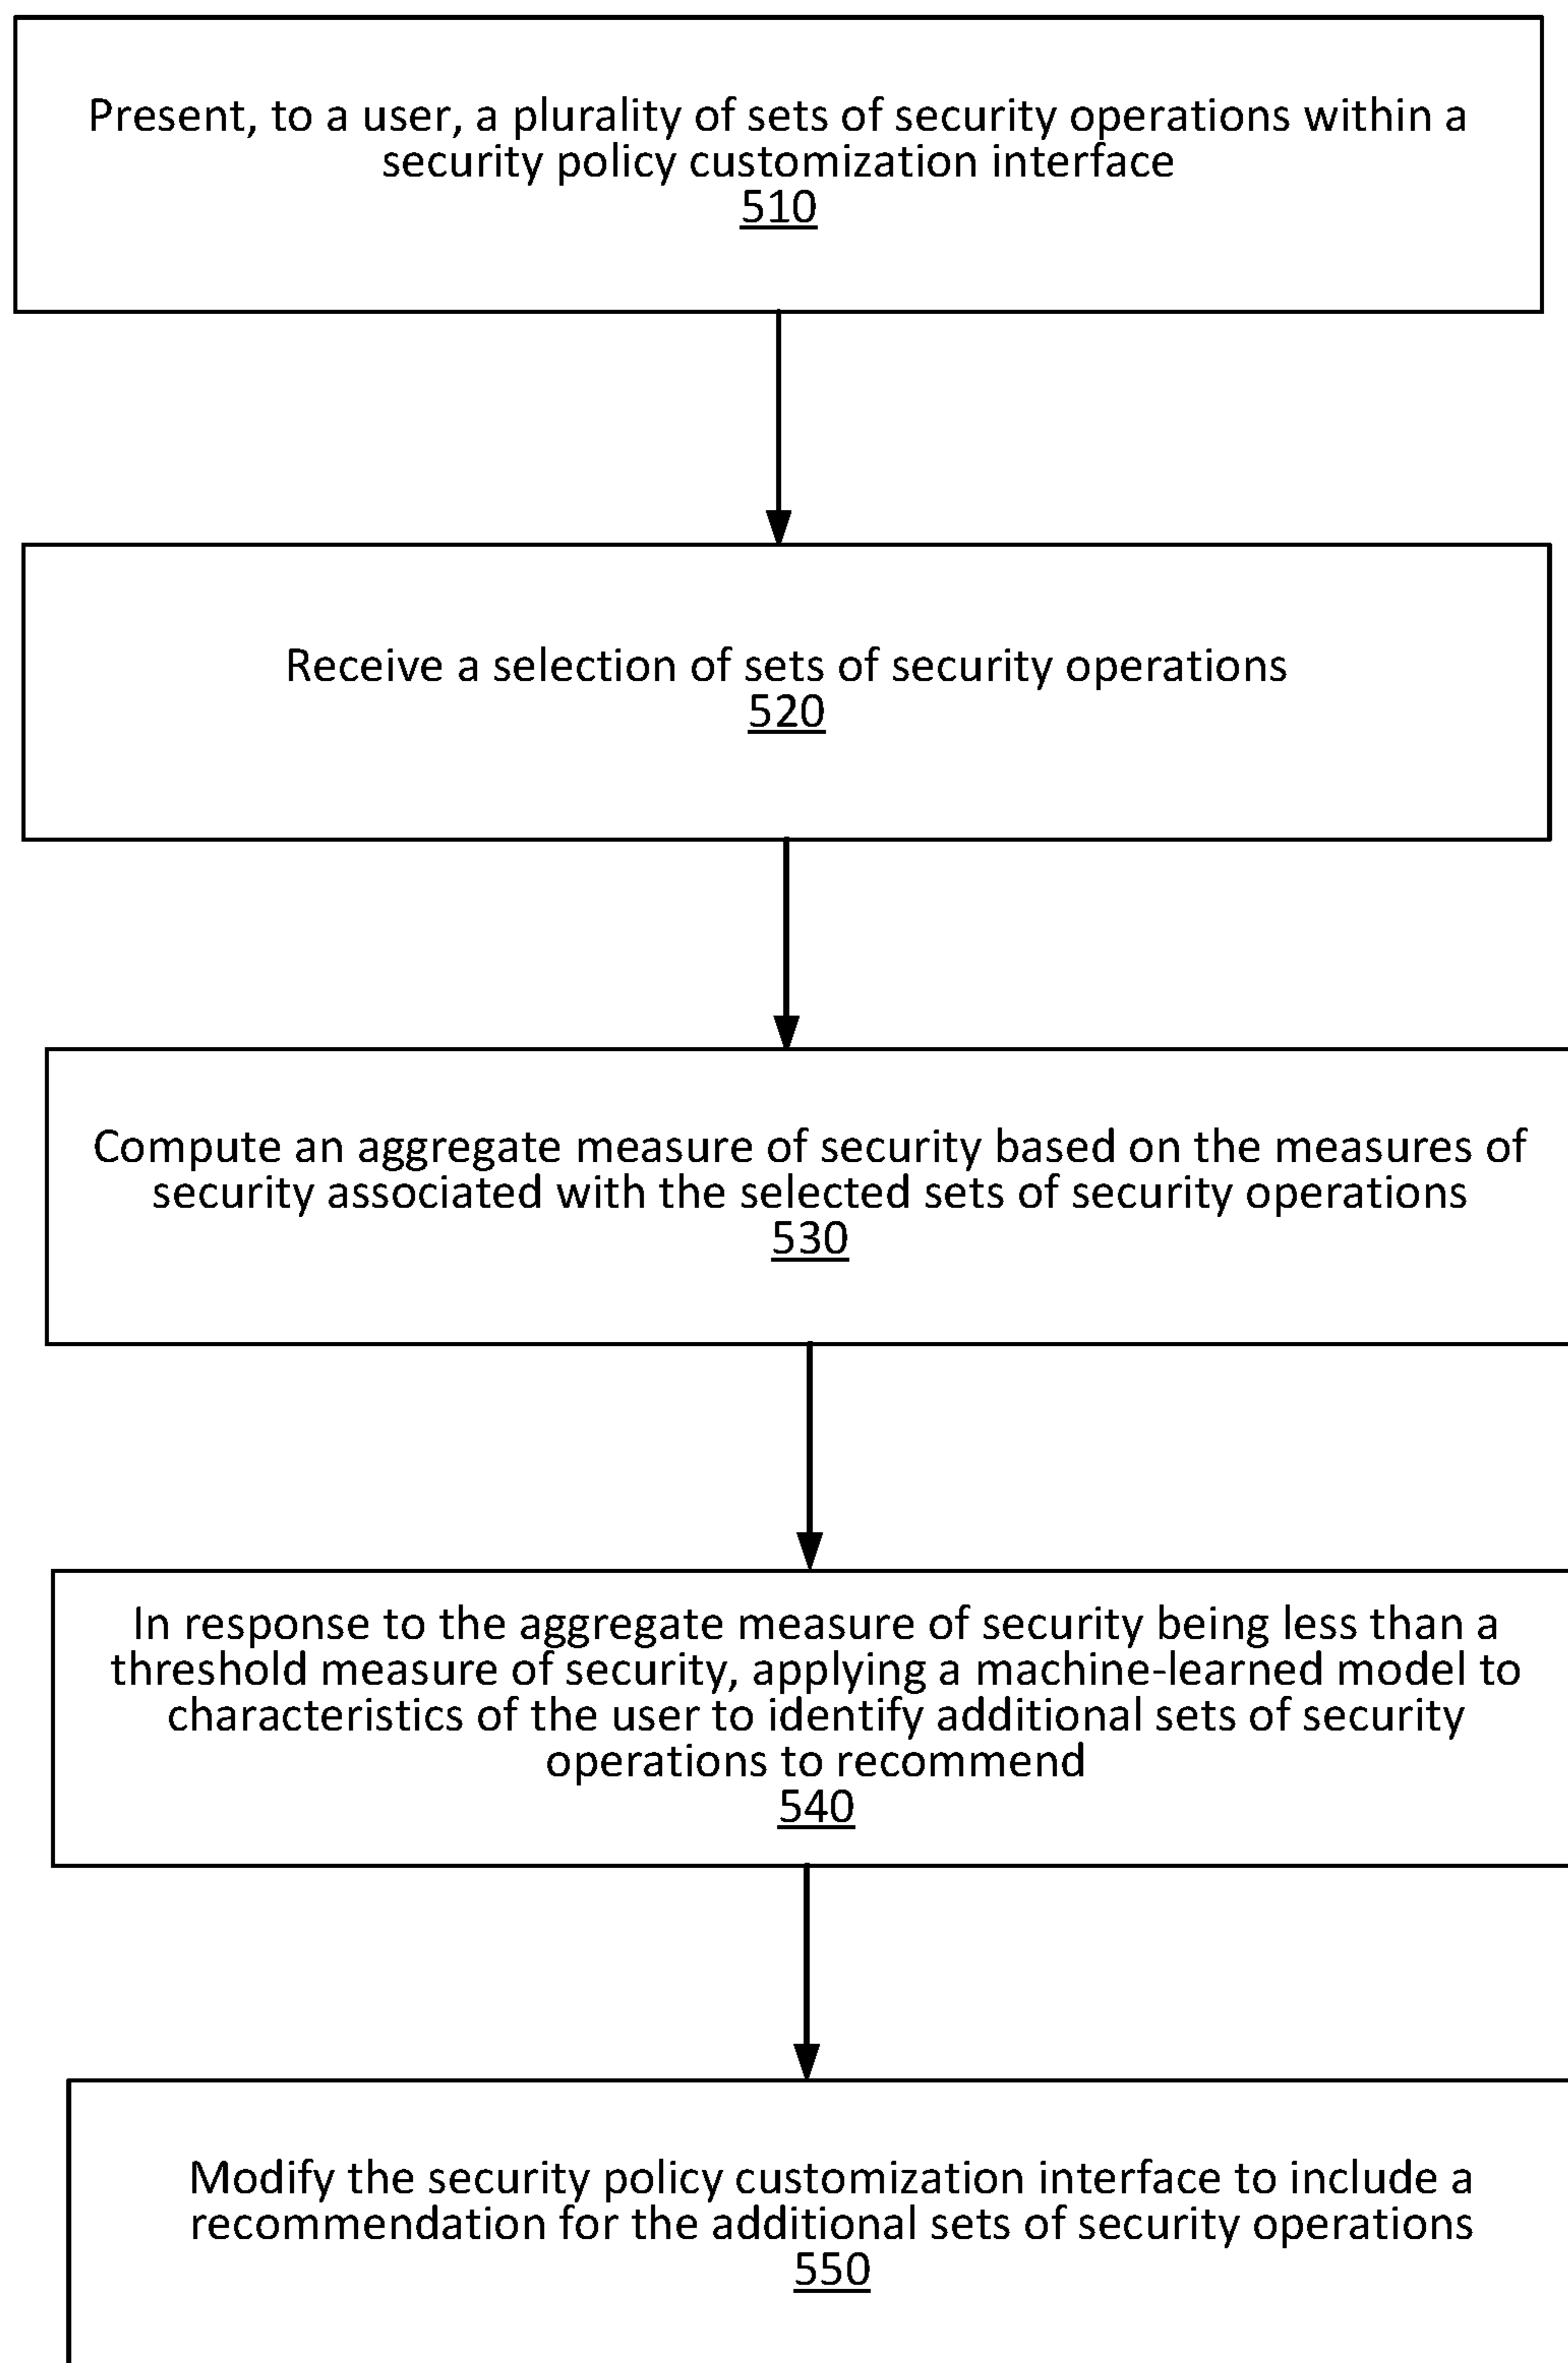 Present, to a user, a plurality of sets of security operations within a
security policy customization interface
510
Receive a selection of sets of security operations
520
Compute an aggregate measure of security based on the measures of
security associated with the selected sets of security operations
530
In response to the aggregate measure of security being less than a
threshold measure of security, applying a machine-learned model to
characteristics of the user to identify additional sets of security
operations to recommend
540
Modify the security policy customization interface to include a
recommendation for the additional sets of security operations
550